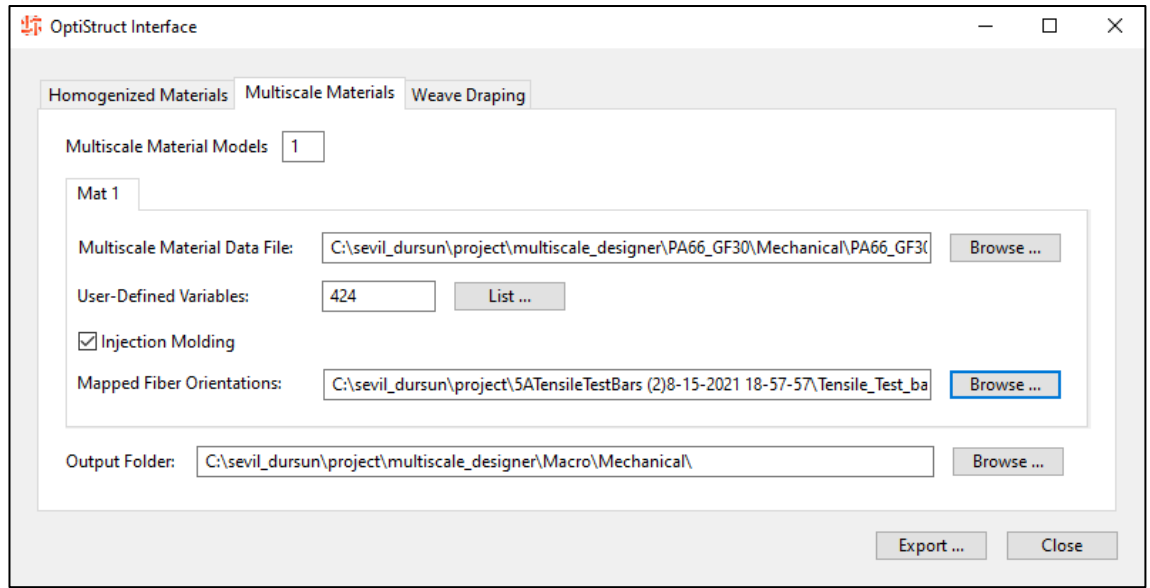 OptiStruct Interface
Homogenized Materials Multiscale Materials Weave Draping
Multiscale Material Models 1
Mat 1
Multiscale Material Data File: C:\sevil_dursun\project\multiscale_designer\PA66_GF30\Mechanical\PA66_GF3( Browse ...
User-Defined Variables: 424 List ...
Injection Molding
Mapped Fiber Orientations: C:\sevil_dursun\project\5ATensileTestBars (2)8-15-2021 18-57-57\Tensile_Test_ba Browse ...
Output Folder: C:\sevil_dursun\project\multiscale_designer\Macro\Mechanical\ Browse ...
Export ... Close